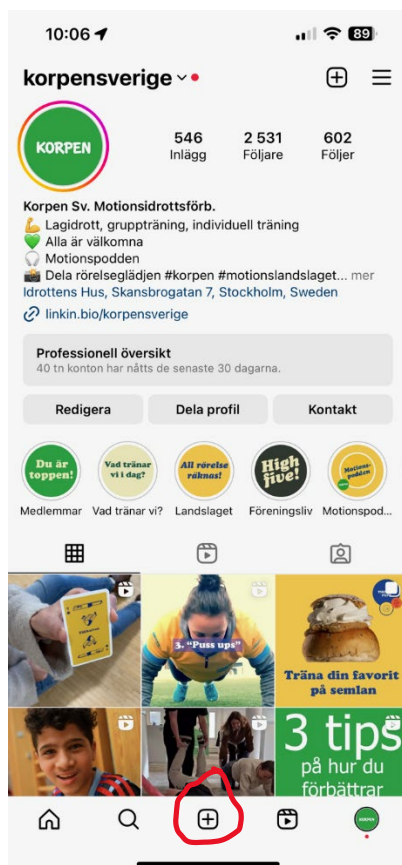 10:06
89
korpensverige
KORPEN
546 2 531 602
Inlägg Följare Följer
Korpen Sv. Motionsidrottsförb.
Lagidrott, gruppträning, individuell träning
Alla är välkomna
Motionspodden
Dela rörelseglädjen #korpen #motionslandslaget... mer
Idrottens Hus, Skansbrogatan 7, Stockholm, Sweden
linkin.bio/korpensverige
Professionell översikt
40 tn konton har nåtts de senaste 30 dagarna.
Redigera Dela profil Kontakt
Du är
toppen!
Vad tränar
vi i dag?
All rörelse
räknas!
High
five!
Motions-
podden
Medlemmar Vad tränar vi? Landslaget Föreningsliv Motionspod...
3. "Puss ups"
Träna din favorit
på semlan
3 tips
på hur du
förbättrar
KORPEN